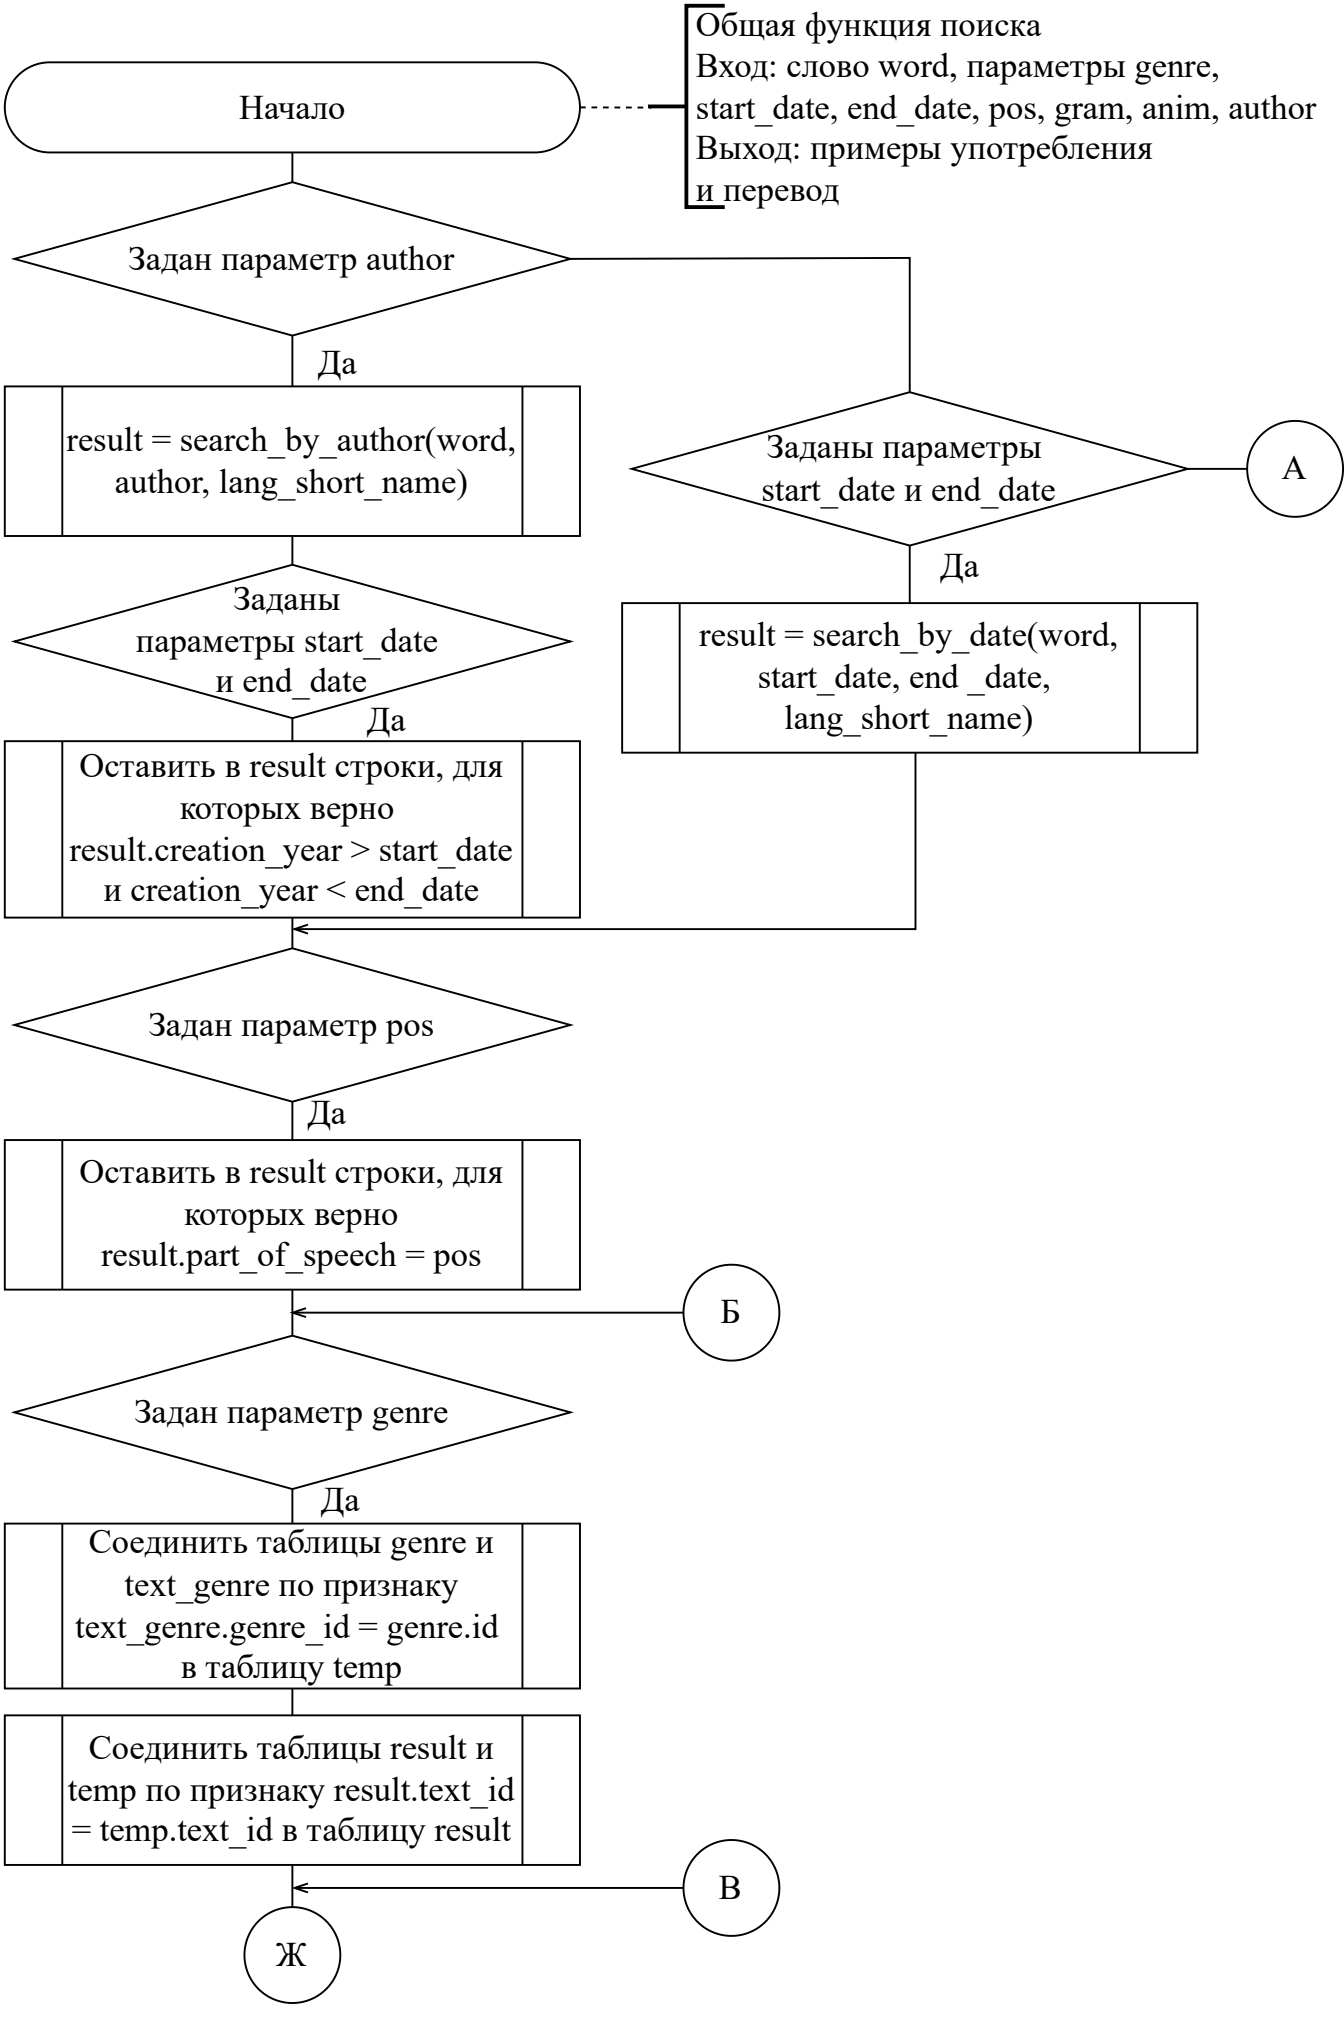 Общая функция поиска
Вход: слово word, параметры genre,
start_date, end_date, pos, gram, anim, author
Выход: примеры употребления
и перевод
Начало
Задан параметр author
Да
result = search_by_author(word,
author, lang_short_name)
Заданы параметры
start_date и end_date
А
Да
result = search_by_date(word,
start_date, end _date,
lang_short_name)
Заданы
параметры start_date
и end_date
Да
Оставить в result строки, для
которых верно
result.creation_year > start_date
и creation_year < end_date
Задан параметр pos
Да
Оставить в result строки, для
которых верно
result.part_of_speech = pos
Б
Задан параметр genre
Да
Соединить таблицы genre и
text_genre по признаку
text_genre.genre_id = genre.id
в таблицу temp
Соединить таблицы result и
temp по признаку result.text_id
= temp.text_id в таблицу result
В
Ж